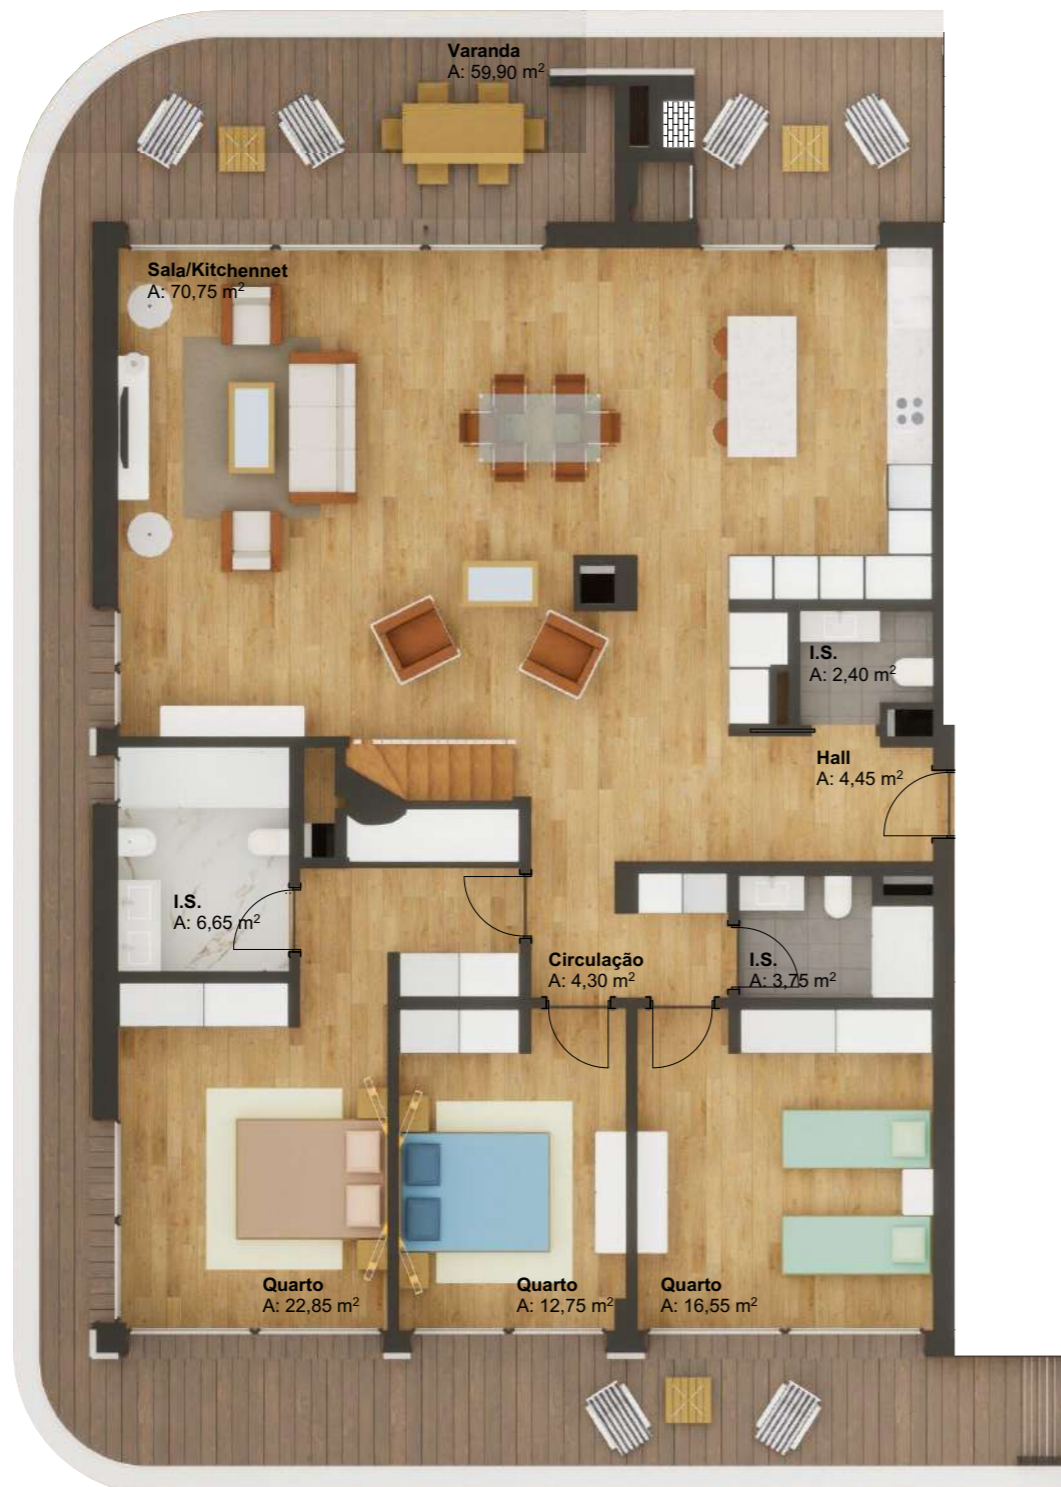 Varanda
A: 59,90 m²
Sala/Kitchennet
A: 70,75 m²
I.S.
A: 2,40 m²
Hall
A: 4,45 m²
I.S.
A: 6,65 m²
Circulação
A: 4,30 m²
I.S.
A: 3,75 m²
Quarto
A: 22,85 m²
Quarto
A: 12,75 m²
Quarto
A: 16,55 m²